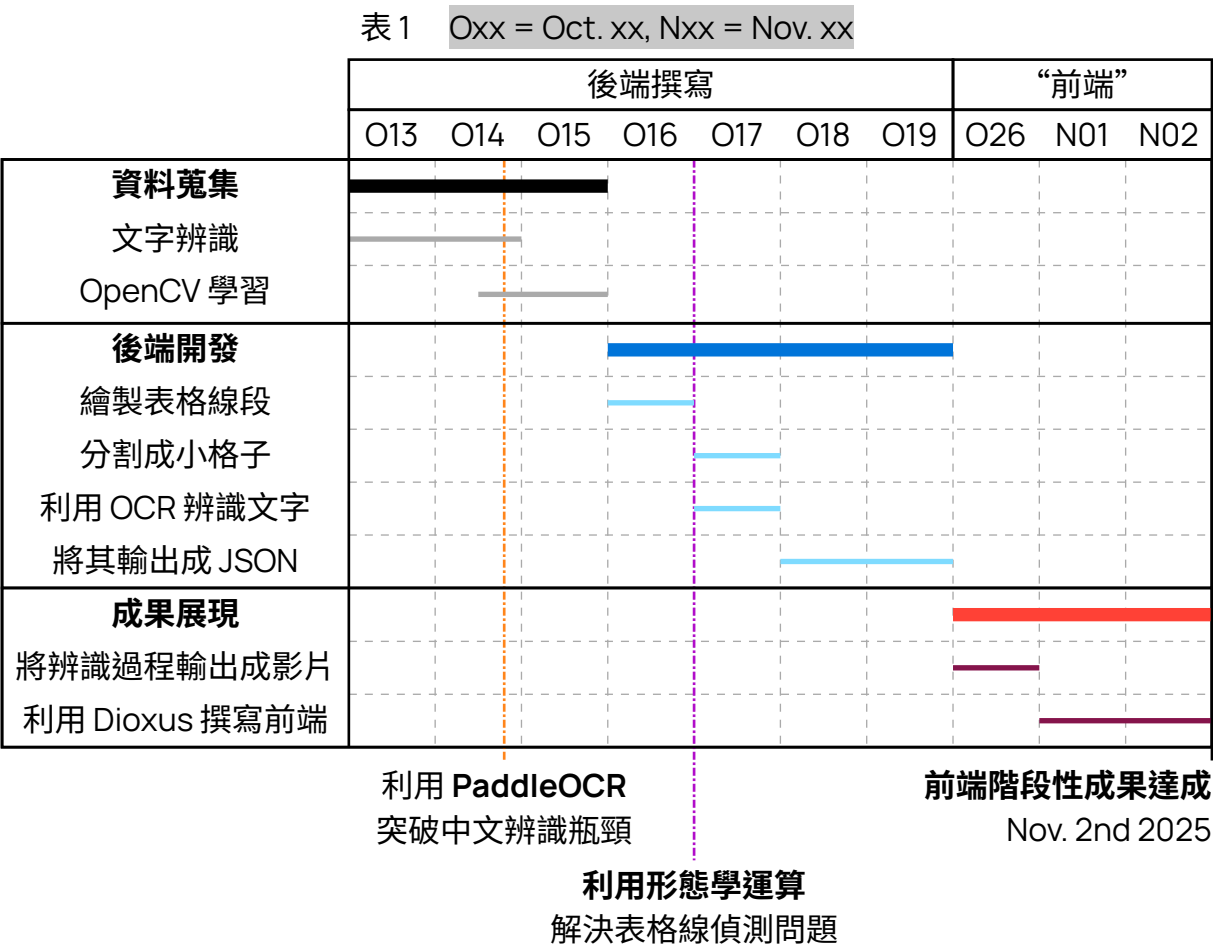 表 1 Oxx = Oct. xx, Nxx = Nov. xx
後端撰寫 “前端”
O13 O14 O15 O16 O17 O18 O19 O26 N01 N02
資料蒐集
文字辨識
OpenCV 學習
後端開發
繪製表格線段
分割成小格子
利用 OCR 辨識文字
將其輸出成 JSON
成果展現
將辨識過程輸出成影片
利用 Dioxus 撰寫前端
利用 PaddleOCR
突破中文辨識瓶頸
前端階段性成果達成
Nov. 2nd 2025
利用形態學運算
解決表格線偵測問題